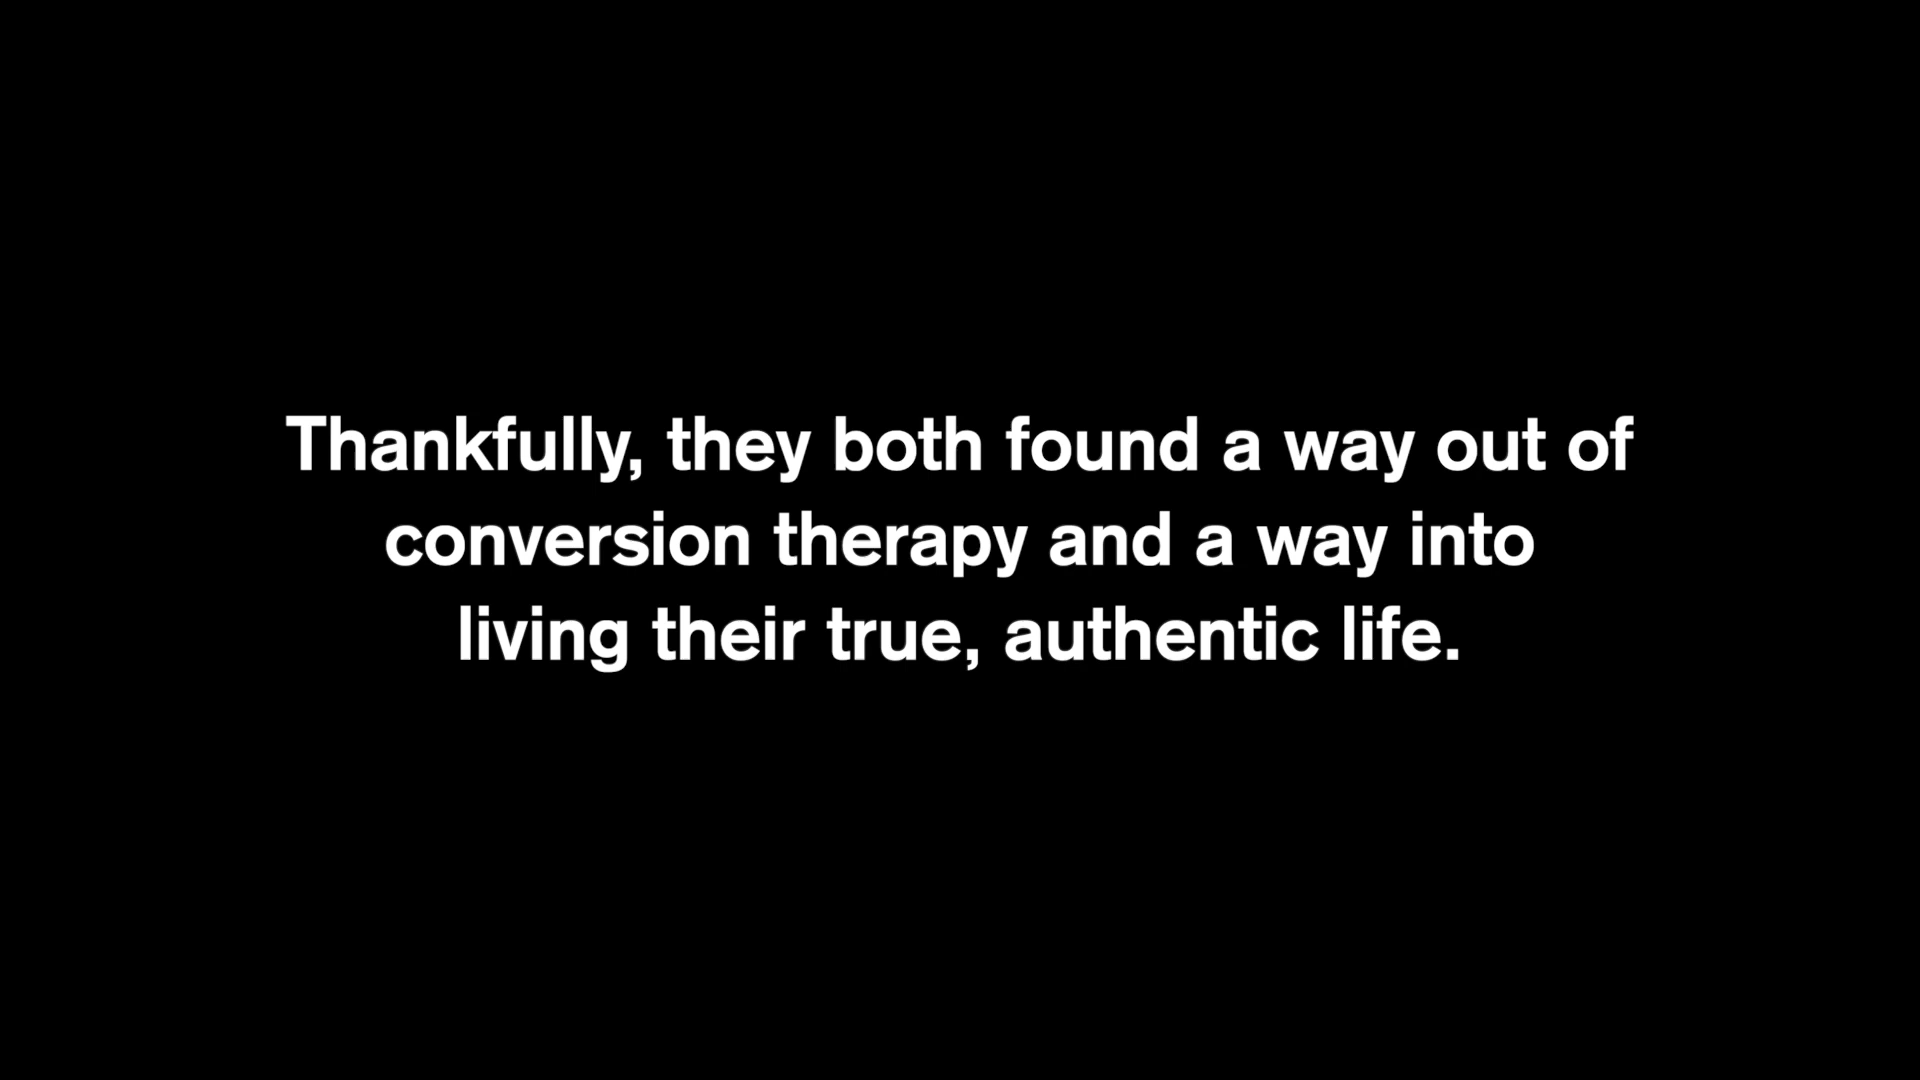 Thankfully, they both found a way out of
conversion therapy and a way into
living their true, authentic life.